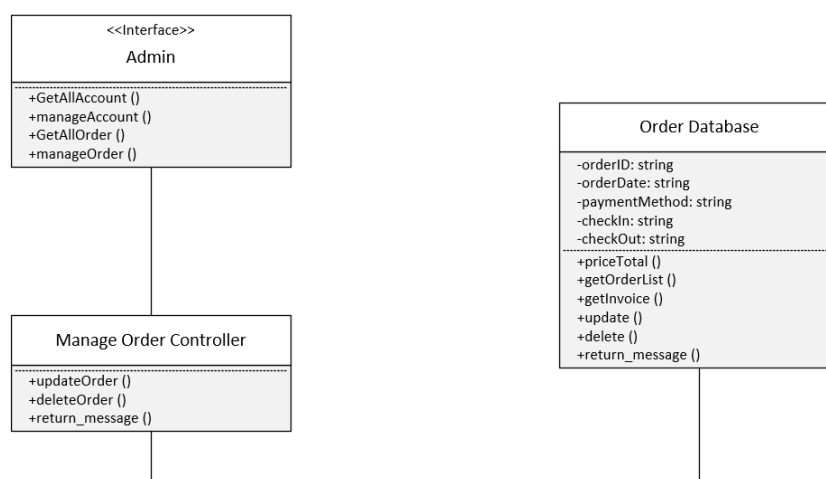 <<Interface>>
Admin
+GetAllAccount ()
+manageAccount ()
+GetAllOrder ()
+manageOrder ()
Manage Order Controller
+updateOrder ()
+deleteOrder ()
+return_message ()
Order Database
-orderID: string
-orderDate: string
-paymentMethod: string
-checkIn: string
-checkOut: string
+priceTotal ()
+getOrderList ()
+getInvoice ()
+update ()
+delete ()
+return_message ()